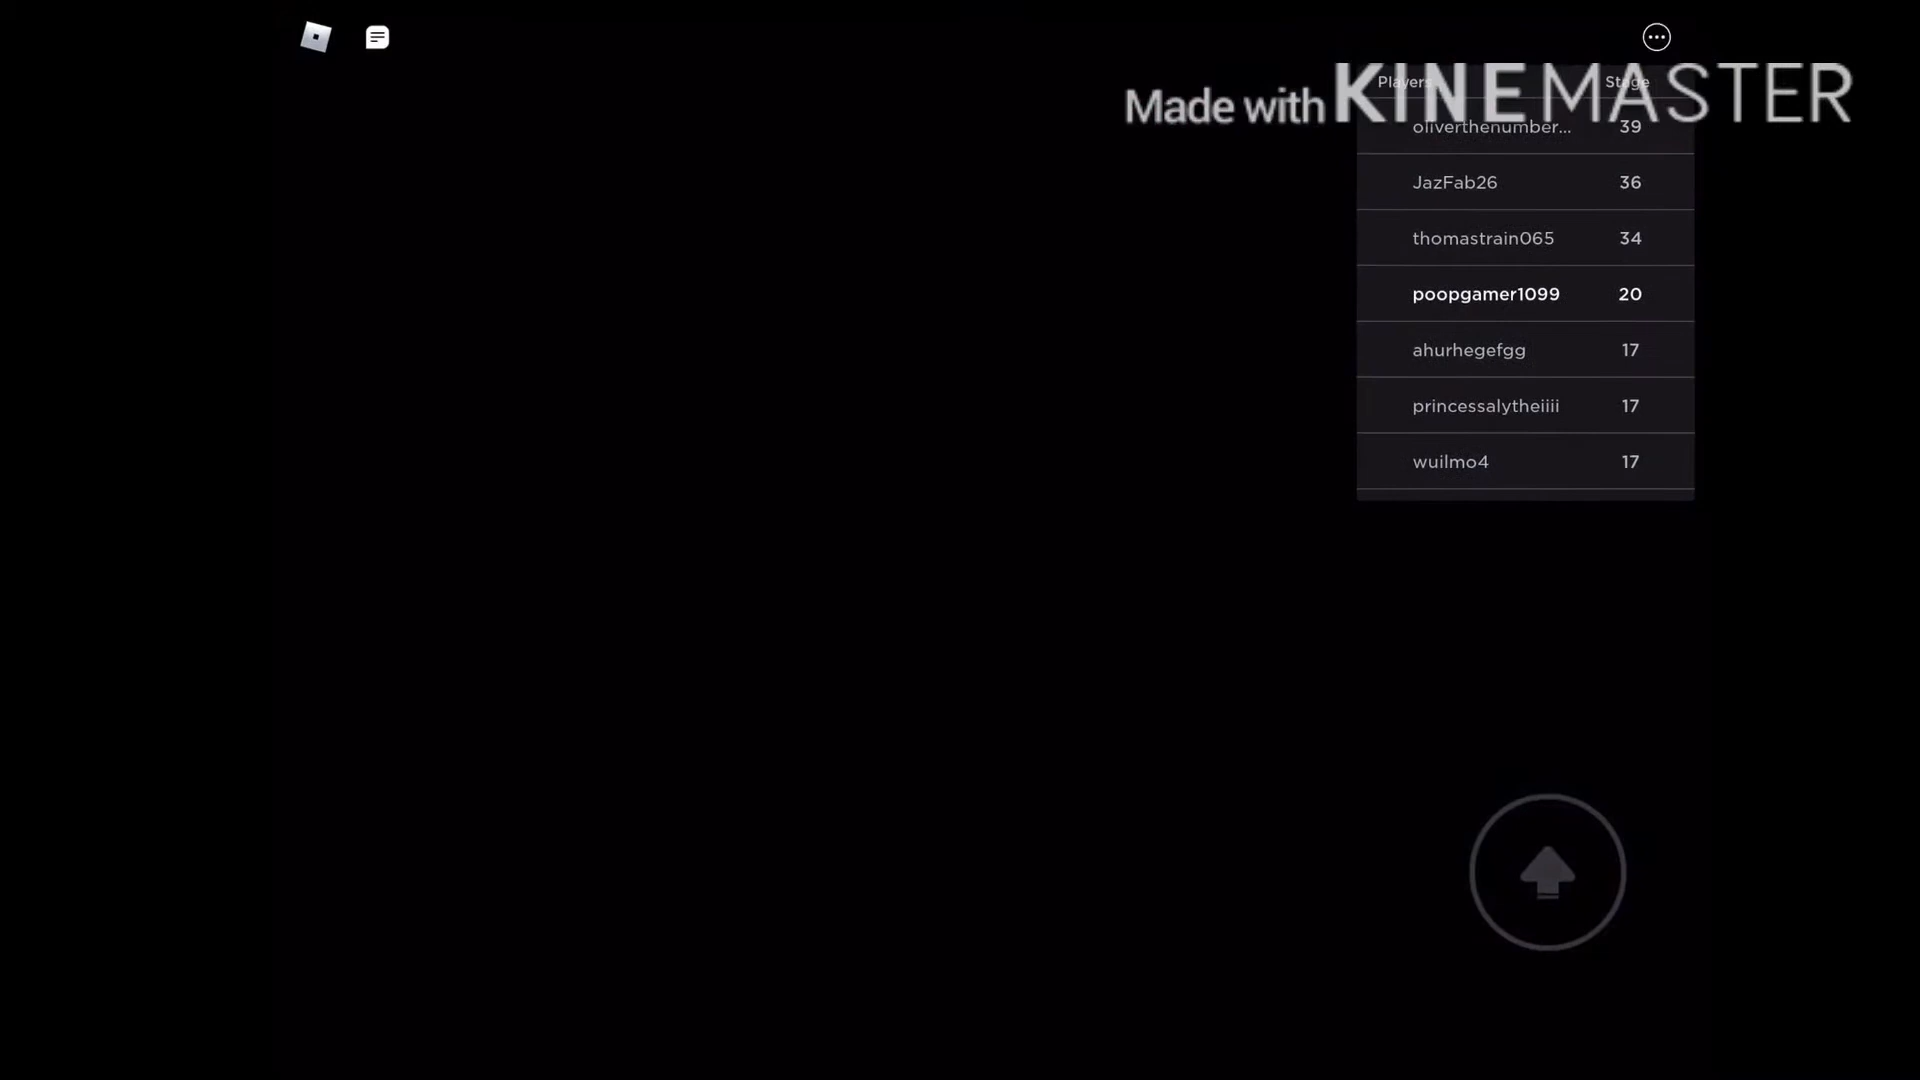 Made with KINEMASTER
Players Stage
oliverthenumber... 39
JazFab26 36
thomastrain065 34
poopgamer1099 20
ahurhegefgg 17
princessalytheiiii 17
wuilmo4 17